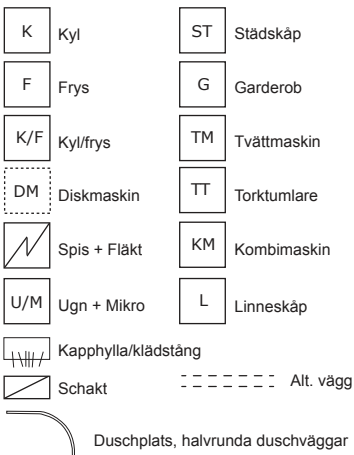 K Kyl
ST Städskåp
F Frys
G Garderob
K/F Kyl/frys
TM Tvättmaskin
DM Diskmaskin
TT Torktumlare
Spis + Fläkt
KM Kombimaskin
U/M Ugn + Mikro
L Linneskåp
Kapphylla/klädstång
Schakt
Alt. vägg
Duschplats, halvrunda duschväggar